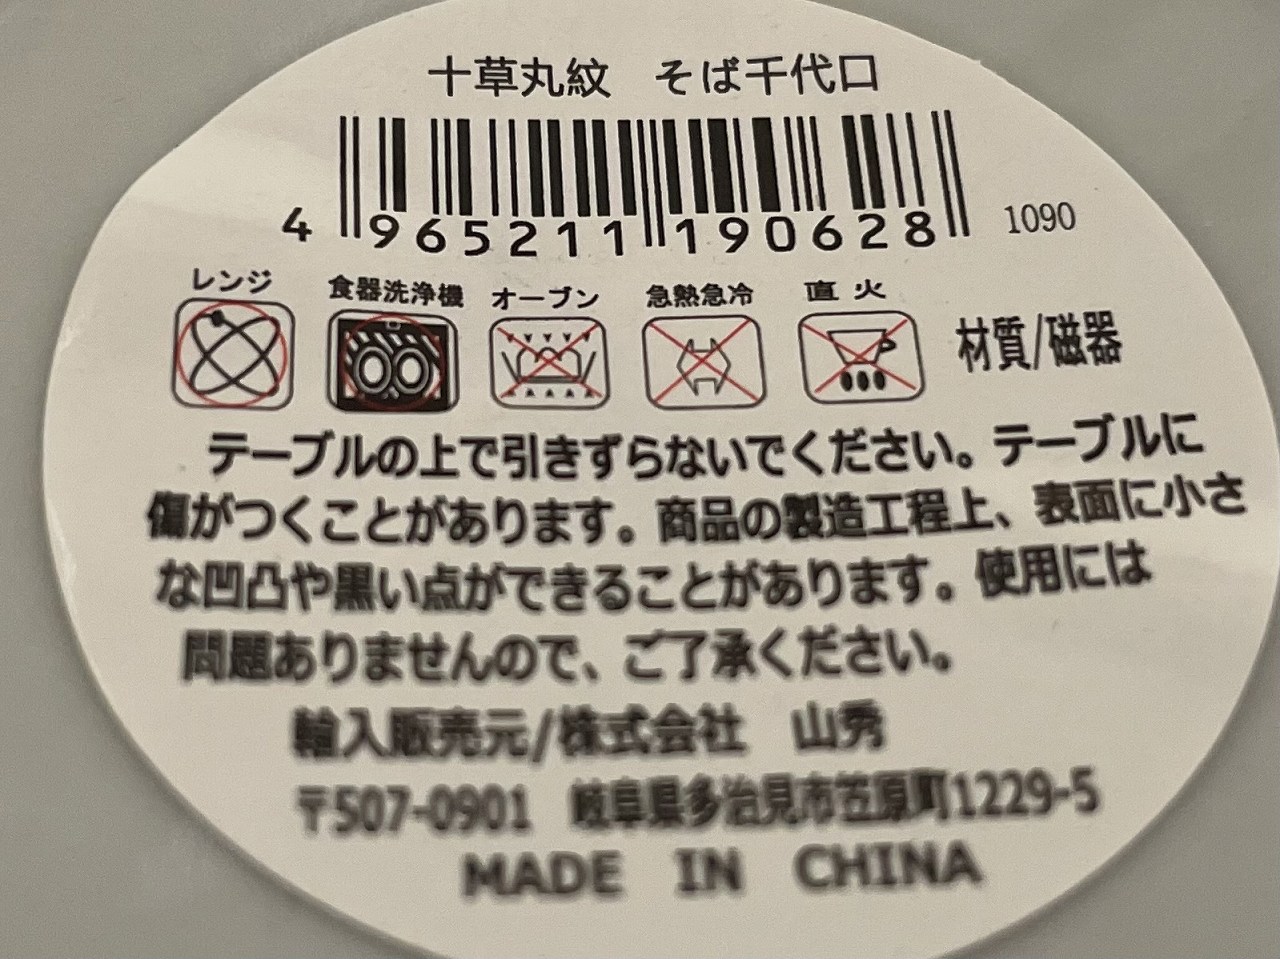 十草丸紋　そば千代口
4 965211 190628 1090
レンジ 食器洗浄機 オーブン 急熱急冷 直火
材質/磁器
テーブルの上で引きずらないでください。テーブルに
傷がつくことがあります。商品の製造工程上、表面に小さ
な凹凸や黒い点ができることがあります。使用には
問題ありませんので、ご了承ください。
輸入販売元/株式会社　山秀
〒507-0901　岐阜県多治見市笠原町1229-5
MADE IN CHINA